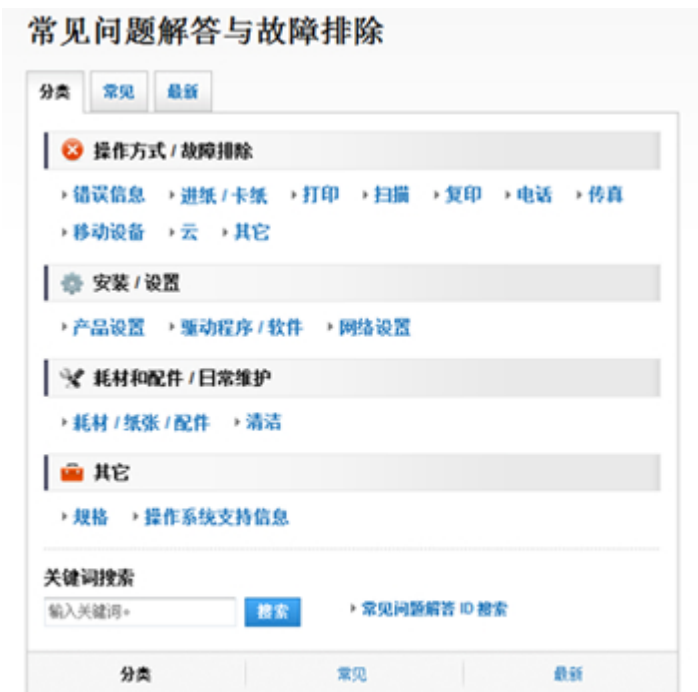 常见问题解答与故障排除
分类 常见 最新
操作方式 / 故障排除
错误信息 进纸 / 卡纸 打印 扫描 复印 电话 传真
移动设备 云 其它
安装 / 设置
产品设置 驱动程序 / 软件 网络设置
耗材和配件 / 日常维护
耗材 / 纸张 / 配件 清洁
其它
规格 操作系统支持信息
关键词搜索
输入关键词。 搜索 常见问题解答 ID 搜索
分类 常见 最新